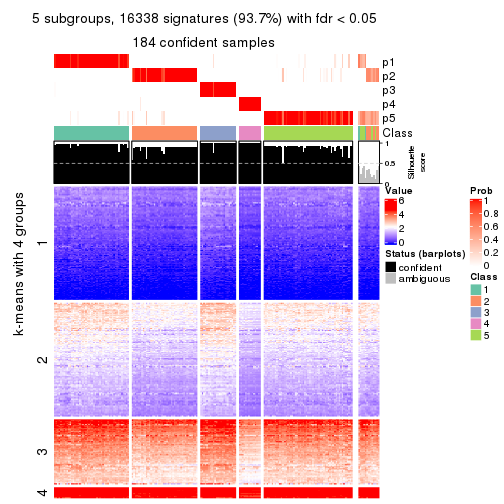 5 subgroups, 16338 signatures (93.7%) with fdr < 0.05
184 confident samples
p1
p2
p3
p4
p5
Class
1
0.5
0
Silhouette
score
k-means with 4 groups
1
2
3
4
Value
6
4
2
0
Status (barplots)
confident
ambiguous
Prob
1
0.8
0.6
0.4
0.2
0
Class
1
2
3
4
5